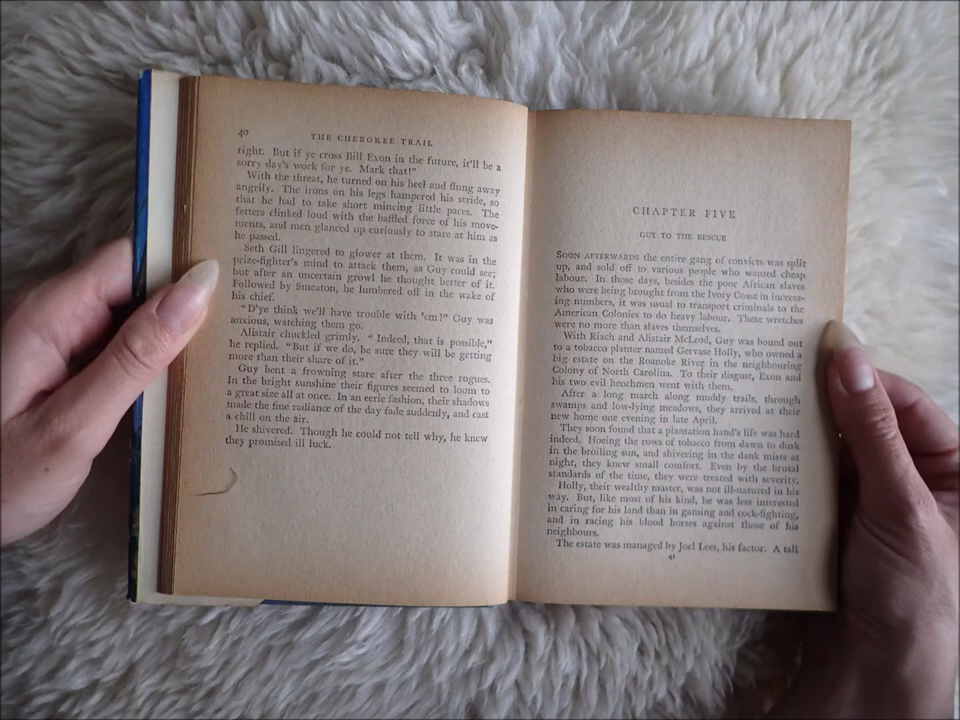 40
THE CHEROKEE TRAIL
right. But if ye cross Bill Exon in the future, it'll be a
sorry day's work for ye. Mark that!"
With the threat, he turned on his heel and flung away
angrily. The irons on his legs hampered his stride, so
that he had to take short mincing little paces. The
fetters clinked loud with the baffled force of his move-
ments, and men glanced up curiously to stare at him as
he passed.
Seth Gill lingered to glower at them. It was in the
prize-fighter's mind to attack them, as Guy could see;
but after an uncertain growl he thought better of it.
Followed by Smeaton, he lumbered off in the wake of
his chief.
"D'ye think we'll have trouble with 'em?" Guy was
anxious, watching them go.
Alistair chuckled grimly. "Indeed, that is possible,"
he replied. "But if we do, be sure they will be getting
more than their share of it."
Guy bent a frowning stare after the three rogues.
In the bright sunshine their figures seemed to loom to
a great size all at once. In an eerie fashion, their shadows
made the fine radiance of the day fade suddenly, and cast
a chill on the air.
He shivered. Though he could not tell why, he knew
they promised ill luck.
CHAPTER FIVE
GUY TO THE RESCUE
SOON AFTERWARDS the entire gang of convicts was split
up, and sold off to various people who wanted cheap
labour. In those days, besides the poor African slaves
who were being brought from the Ivory Coast in increas-
ing numbers, it was usual to transport criminals to the
American Colonies to do heavy labour. These wretches
were no more than slaves themselves.
With Riach and Alistair McLeod, Guy was bound out
to a tobacco planter named Gervase Holly, who owned a
big estate on the Roanoke River in the neighbouring
Colony of North Carolina. To their disgust, Exon and
his two evil henchmen went with them.
After a long march along muddy trails, through
swamps and low-lying meadows, they arrived at their
new home one evening in late April.
They soon found that a plantation hand's life was hard
indeed. Hoeing the rows of tobacco from dawn to dusk
in the broiling sun, and shivering in the dank mists at
night, they knew small comfort. Even by the brutal
standards of the time, they were treated with severity.
Holly, their wealthy master, was not ill-natured in his
way. But, like most of his kind, he was less interested
in caring for his land than in gaming and cock-fighting,
and in racing his blood horses against those of his
neighbours.
The estate was managed by Joel Lees, his factor. A tall
41